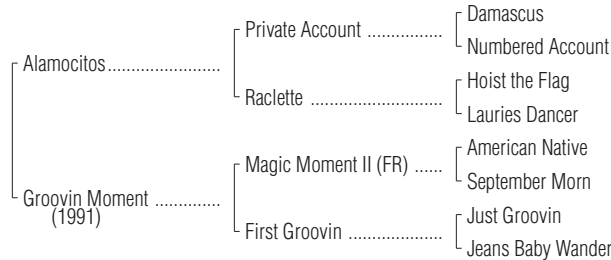 Damascus
Private Account ..................
Numbered Account
Alamocitos.......................
Hoist the Flag
Raclette ..............................
Lauries Dancer
American Native
Magic Moment II (FR) ......
September Morn
Groovin Moment ..............
(1991)
Just Groovin
First Groovin ......................
Jeans Baby Wander